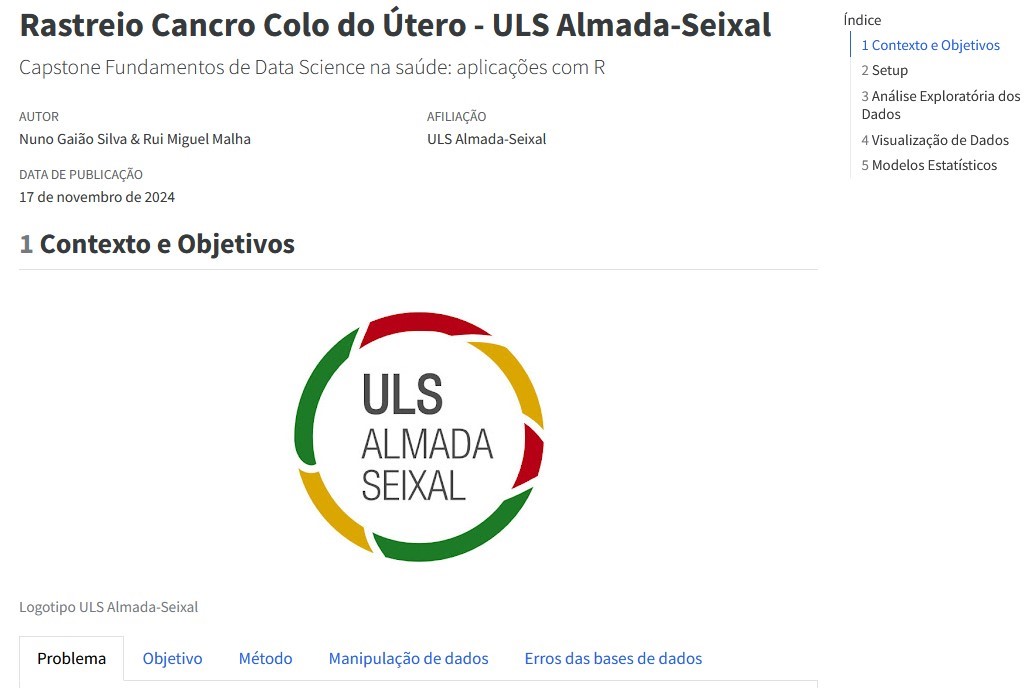 Rastreio Cancro Colo do Útero - ULS Almada-Seixal
Capstone Fundamentos de Data Science na saúde: aplicações com R
AUTOR
Nuno Gaião Silva & Rui Miguel Malha
AFILIAÇÃO
ULS Almada-Seixal
DATA DE PUBLICAÇÃO
17 de novembro de 2024
1 Contexto e Objetivos
ULS
ALMADA
SEIXAL
Logotipo ULS Almada-Seixal
Problema
Objetivo
Método
Manipulação de dados
Erros das bases de dados
Índice
1 Contexto e Objetivos
2 Setup
3 Análise Exploratória dos
Dados
4 Visualização de Dados
5 Modelos Estatísticos